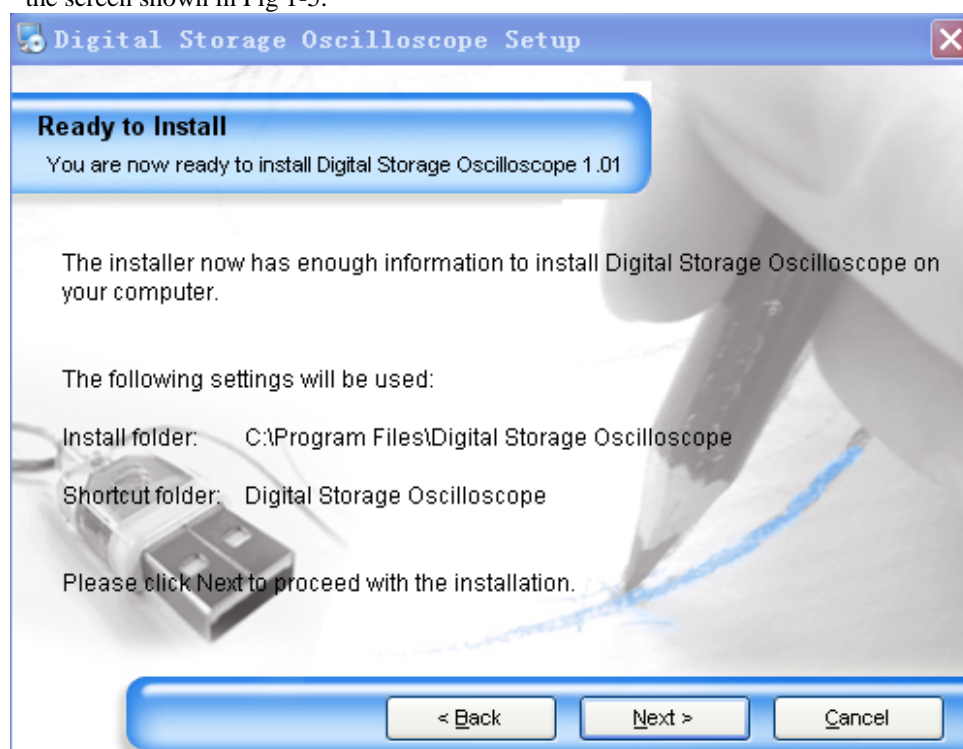 the screen shown in Fig 1-5.
Digital Storage Oscilloscope Setup
Ready to Install
You are now ready to install Digital Storage Oscilloscope 1.01
The installer now has enough information to install Digital Storage Oscilloscope on
your computer.
The following settings will be used:
Install folder: C:\Program Files\Digital Storage Oscilloscope
Shortcut folder: Digital Storage Oscilloscope
Please click Next to proceed with the installation.
< Back Next > Cancel